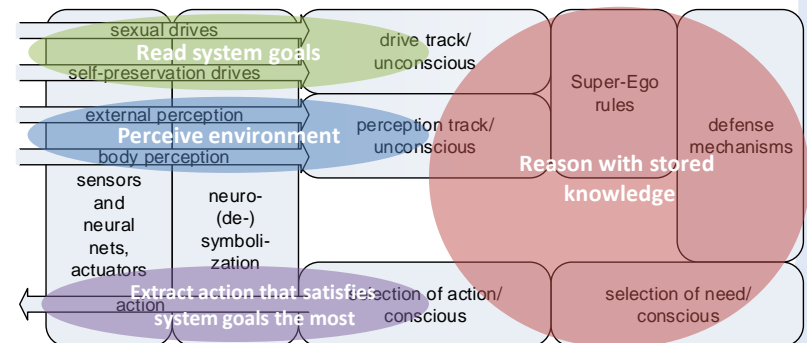 sexual drives
Read system goals
self-preservation drives
drive track/
unconscious
Super-Ego
rules
defense
mechanisms
external perception
Perceive environment
body perception
perception track/
unconscious
Reason with stored
knowledge
sensors
and
neural
nets,
actuators
neuro-
(de-)
symboli-
zation
Extract action that satisfies
system goals the most
action
selection of action/
conscious
selection of need/
conscious